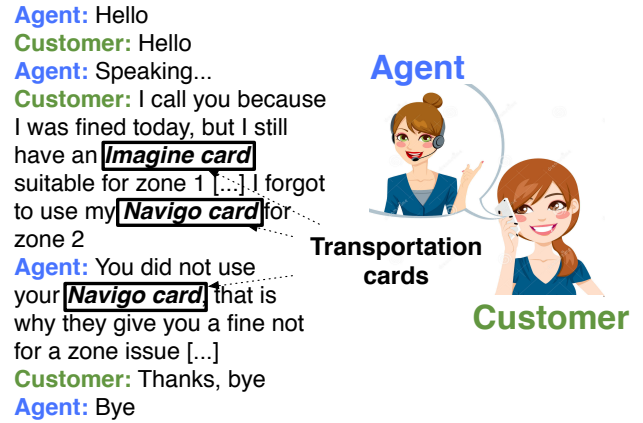 Agent: Hello
Customer: Hello
Agent: Speaking...
Customer: I call you because
I was fined today, but I still
have an Imagine card
suitable for zone 1 [...] I forgot
to use my Navigo card for
zone 2
Agent: You did not use
your Navigo card, that is
why they give you a fine not
for a zone issue [...]
Customer: Thanks, bye
Agent: Bye
Agent
Transportation
cards
Customer